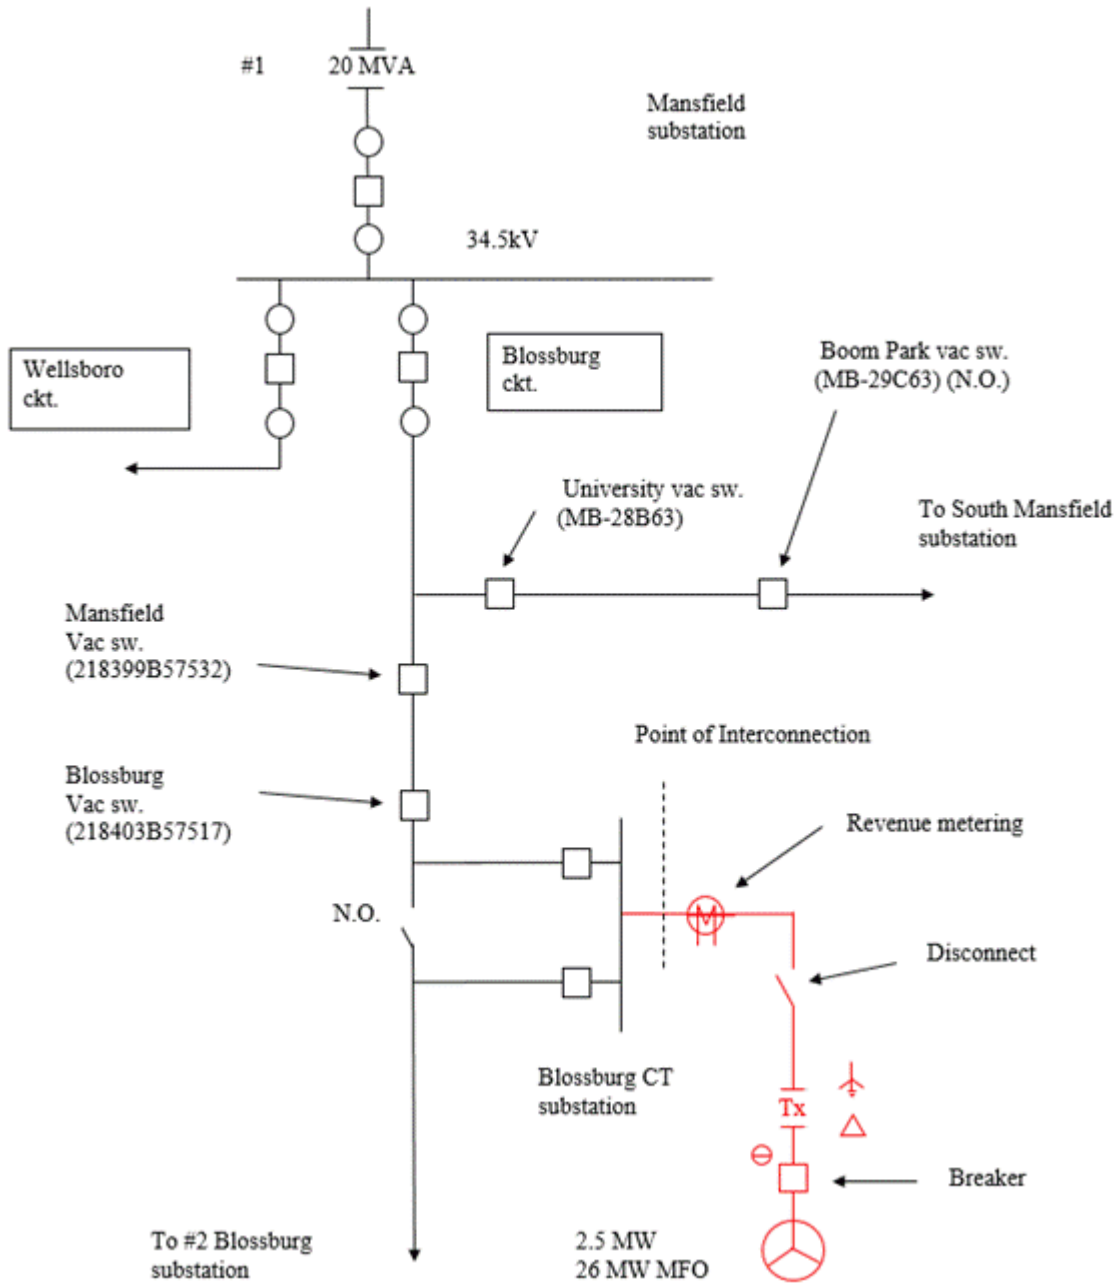 #1 20 MVA
Mansfield
substation
34.5kV
Wellsboro
ckt.
Blossburg
ckt.
Boom Park vac sw.
(MB-29C63) (N.O.)
University vac sw.
(MB-28B63)
To South Mansfield
substation
Mansfield
Vac sw.
(218399B57532)
Point of Interconnection
Blossburg
Vac sw.
(218403B57517)
Revenue metering
M
N.O.
Disconnect
Blossburg CT
substation
Tx
Breaker
To #2 Blossburg
substation
2.5 MW
26 MW MFO